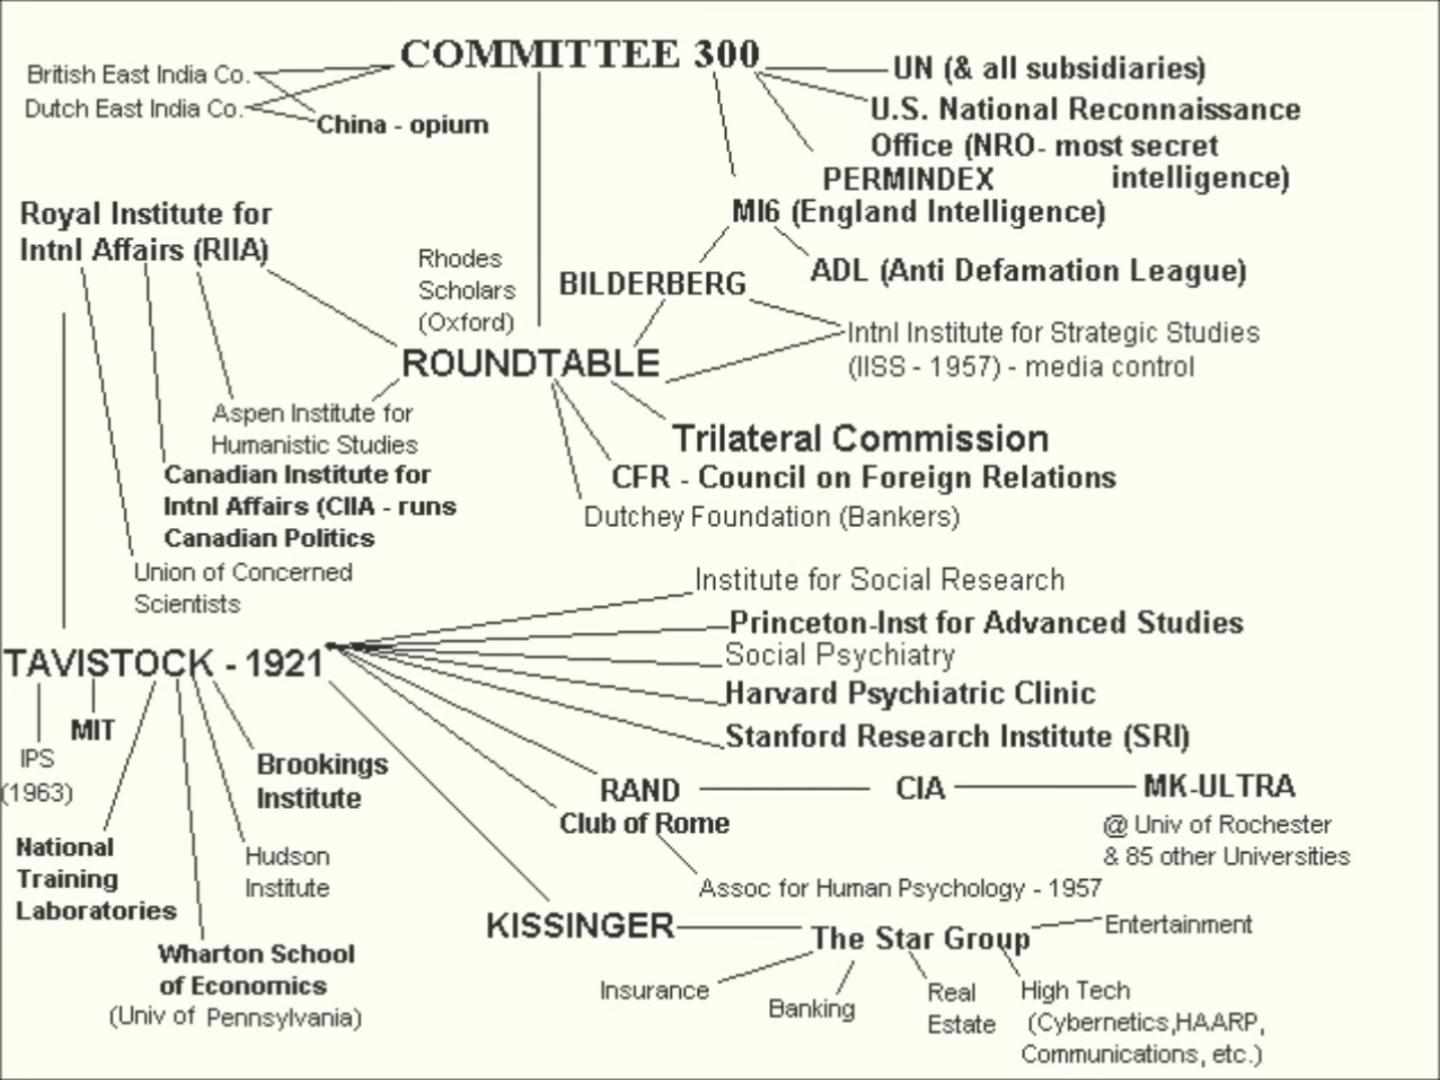 COMMITTEE 300
British East India Co.
Dutch East India Co.
China - opium
UN (& all subsidiaries)
U.S. National Reconnaissance
Office (NRO- most secret
intelligence)
PERMINDEX
MI6 (England Intelligence)
ADL (Anti Defamation League)
Royal Institute for
Intnl Affairs (RIIA)
Rhodes
Scholars
(Oxford)
BILDERBERG
Intnl Institute for Strategic Studies
(IISS - 1957) - media control
ROUNDTABLE
Aspen Institute for
Humanistic Studies
Canadian Institute for
Intnl Affairs (CIIA - runs
Canadian Politics
Union of Concerned
Scientists
Trilateral Commission
CFR - Council on Foreign Relations
Dutchey Foundation (Bankers)
TAVISTOCK - 1921
Institute for Social Research
Princeton-Inst for Advanced Studies
Social Psychiatry
Harvard Psychiatric Clinic
Stanford Research Institute (SRI)
MIT
IPS
(1963)
Brookings
Institute
National
Training
Laboratories
Hudson
Institute
Wharton School
of Economics
(Univ of Pennsylvania)
RAND
CIA
MK-ULTRA
@ Univ of Rochester
& 85 other Universities
Club of Rome
Assoc for Human Psychology - 1957
KISSINGER
The Star Group
Entertainment
Insurance
Banking
Real
Estate
High Tech
(Cybernetics,HAARP,
Communications, etc.)